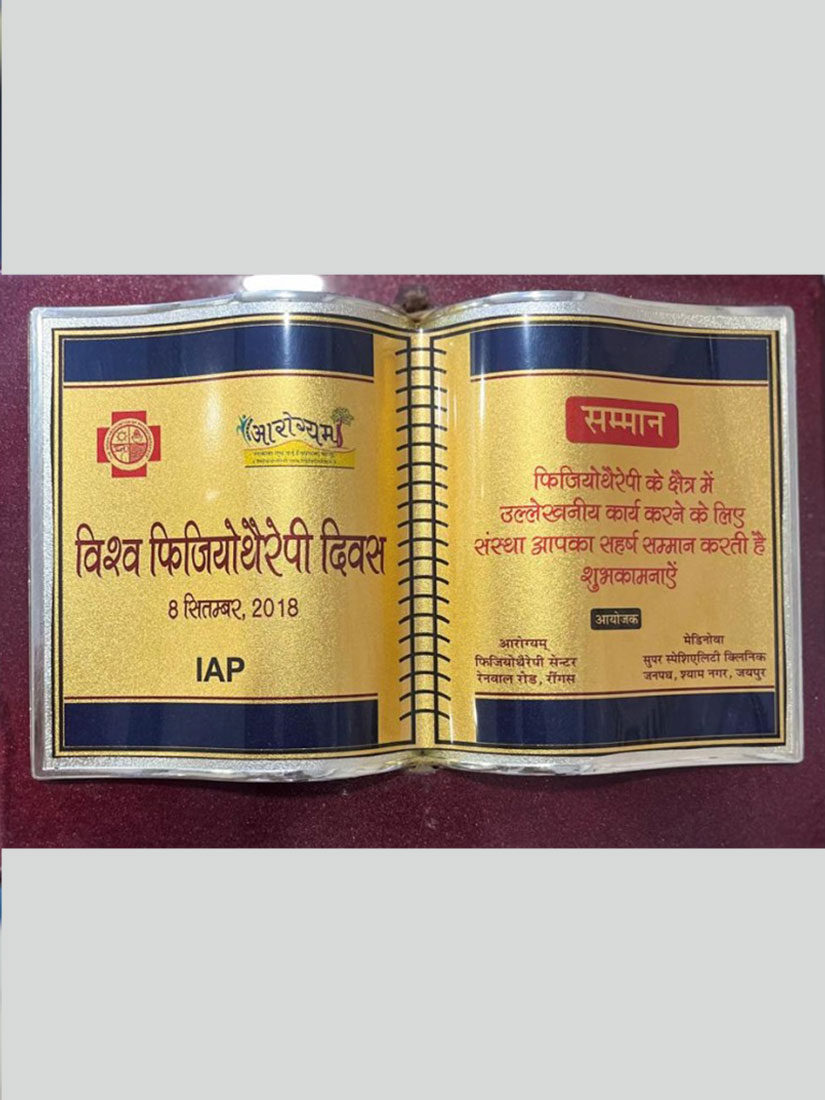 आरोग्यम
विश्व फिजियोथैरेपी दिवस
8 सितम्बर, 2018
IAP
सम्मान
फिजियोथैरेपी के क्षैत्र में
उल्लेखनीय कार्य करने के लिए
संस्था आपका सहर्ष सम्मान करती है
शुभकामनाऐं
आयोजक
आरोग्यम्
फिजियोथैरेपी सेन्टर
रेनवाल रोड, रींगस
मेडिनोवा
सुपर स्पेशिएलिटी क्लिनिक
जनपथ, श्याम नगर, जयपुर